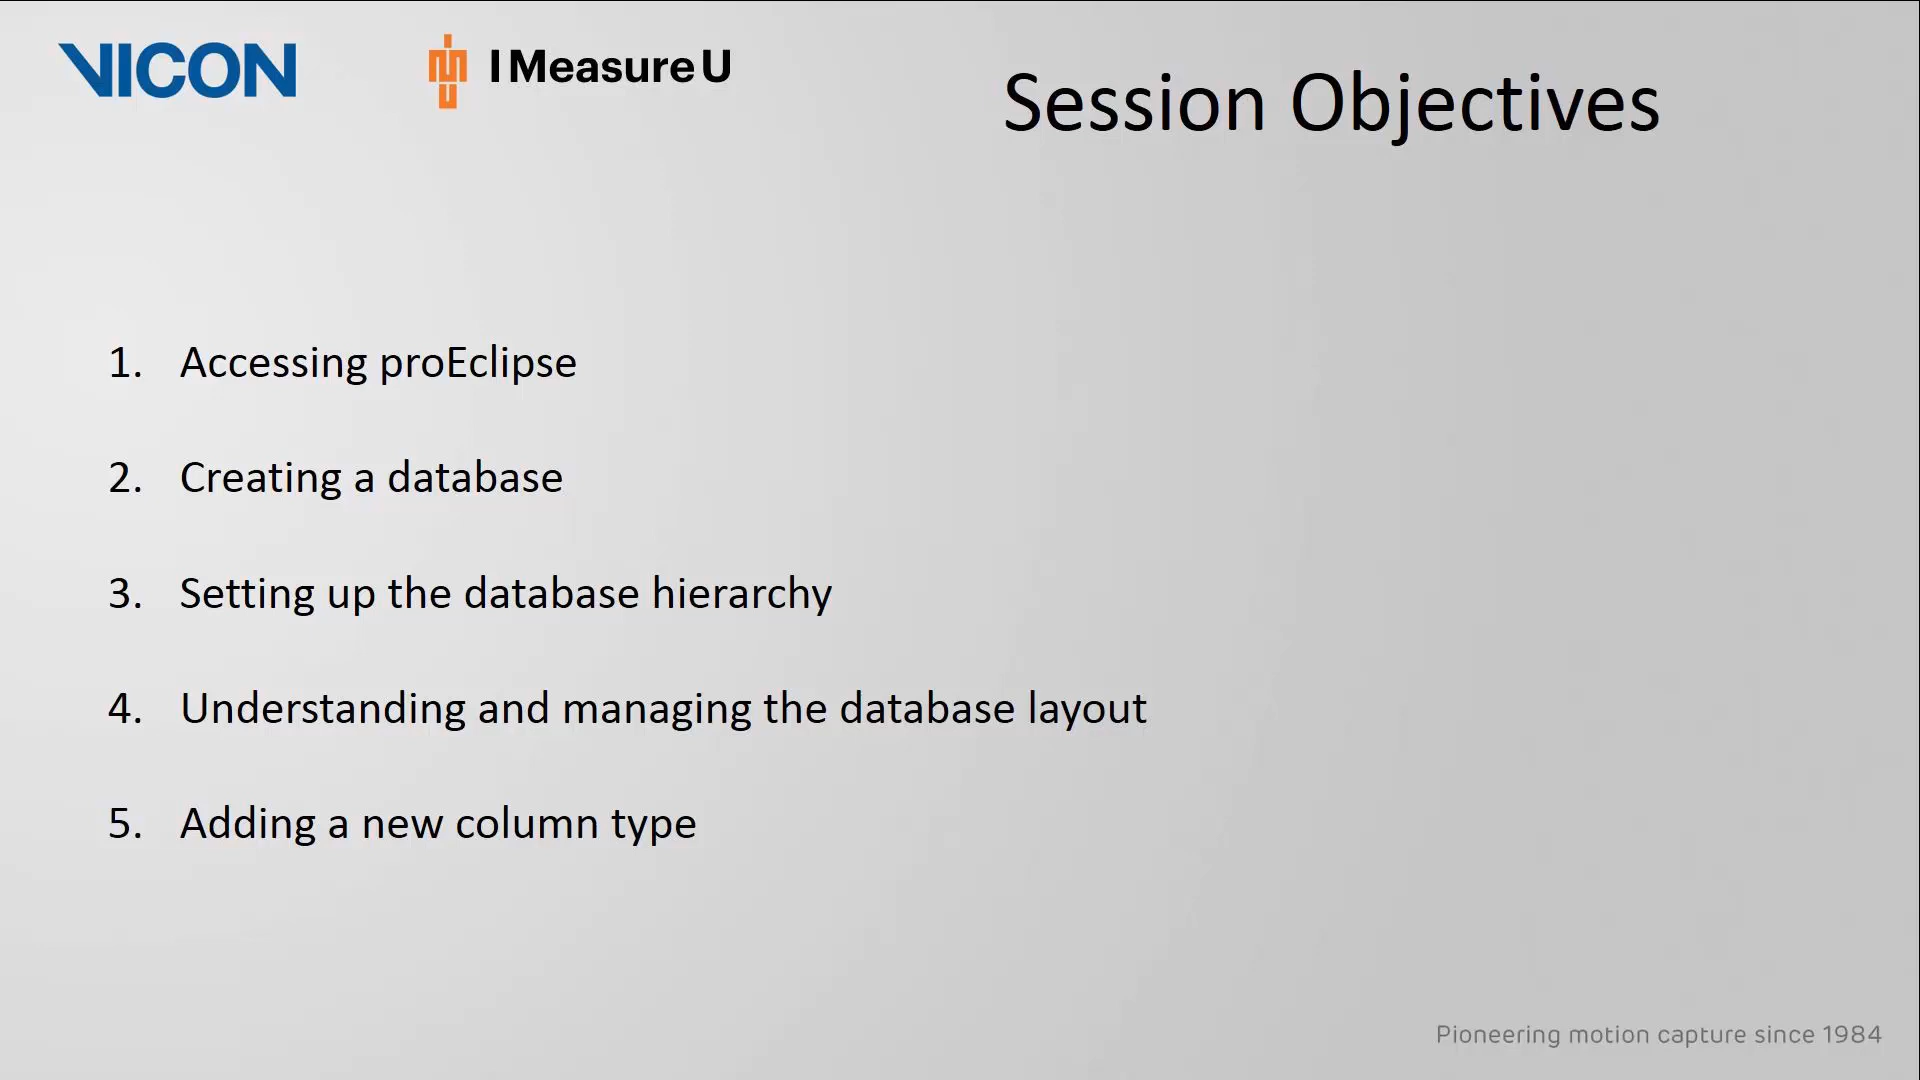 VICON
I Measure U
Session Objectives
1. Accessing proEclipse
2. Creating a database
3. Setting up the database hierarchy
4. Understanding and managing the database layout
5. Adding a new column type
Pioneering motion capture since 1984